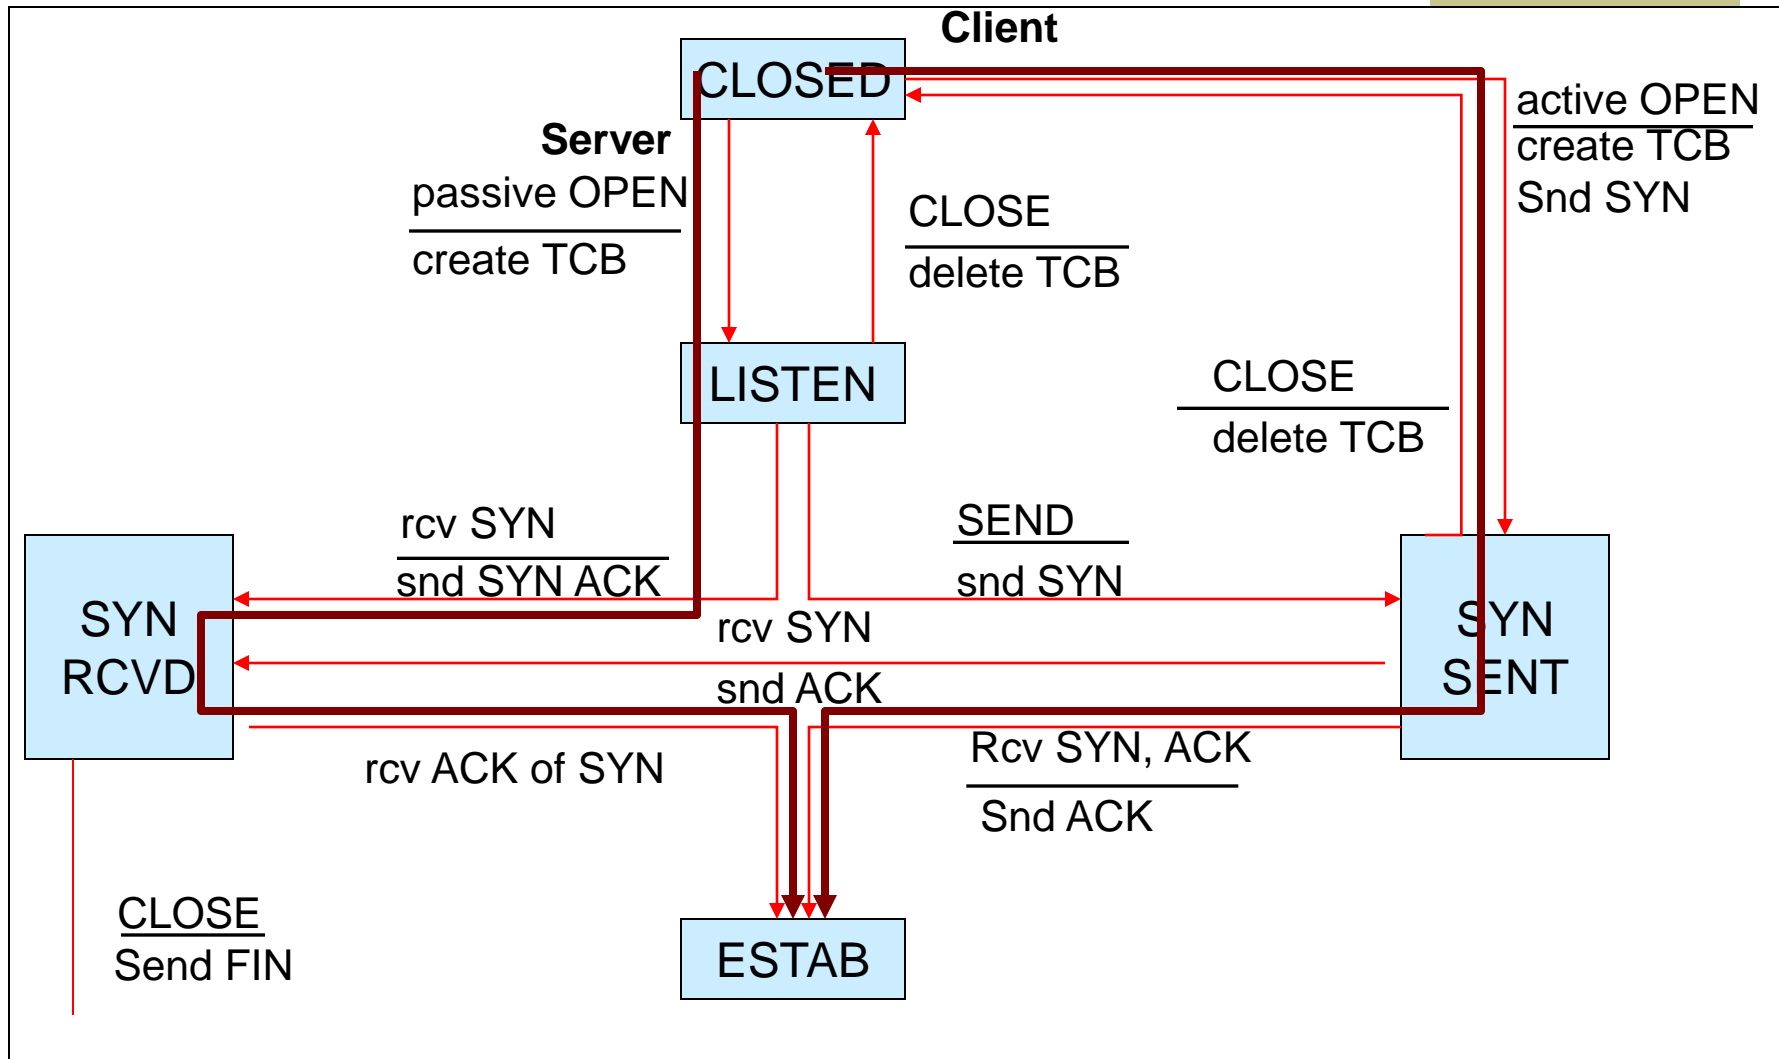 Client
CLOSED
active OPEN
create TCB
Snd SYN
Server
passive OPEN
create TCB
CLOSE
delete TCB
LISTEN
CLOSE
delete TCB
rcv SYN
snd SYN ACK
SEND
snd SYN
SYN
RCVD
rcv SYN
snd ACK
SYN
SENT
rcv ACK of SYN
Rcv SYN, ACK
Snd ACK
CLOSE
Send FIN
ESTAB